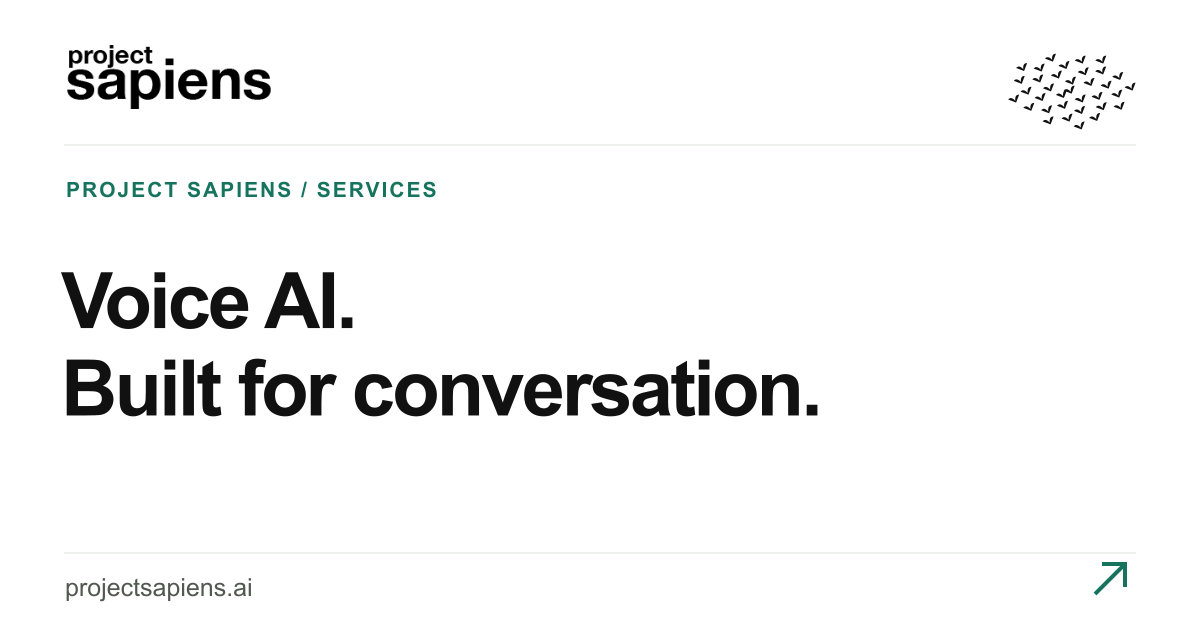 project
sapiens
PROJECT SAPIENS / SERVICES
Voice AI.
Built for conversation.
projectsapiens.ai